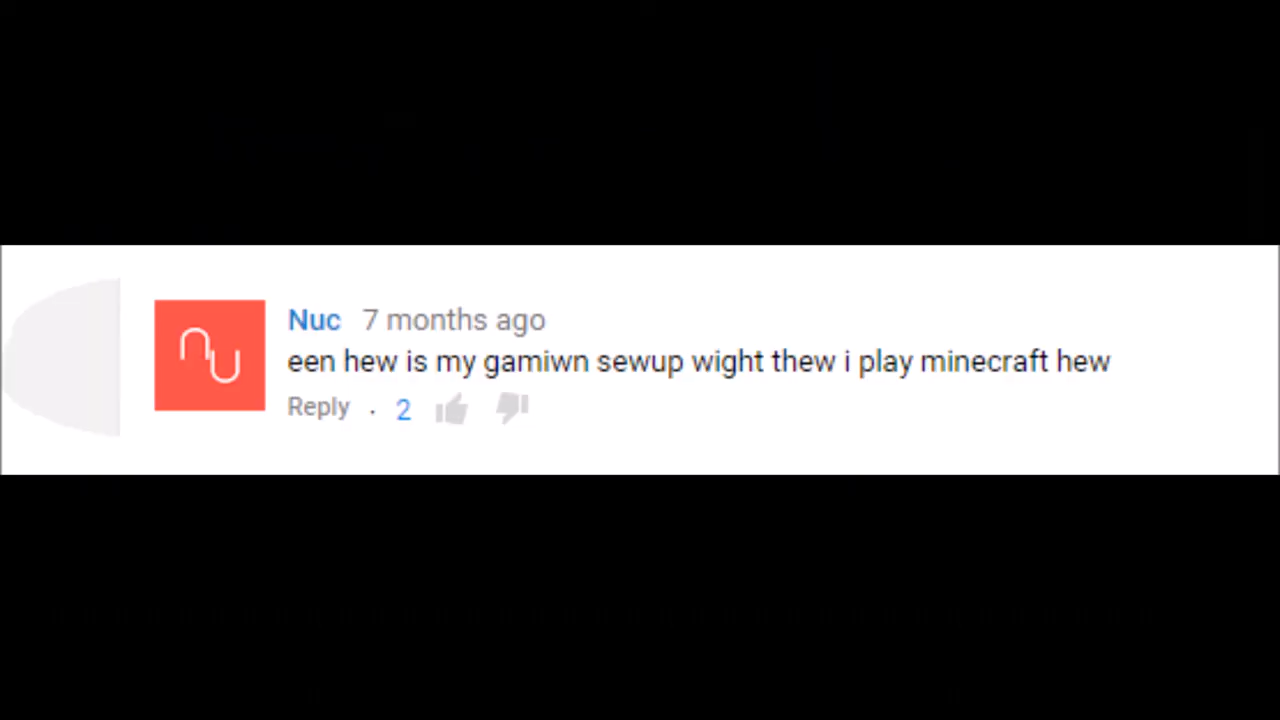 Nuc 7 months ago
een hew is my gamiwn sewup wight thew i play minecraft hew
Reply . 2